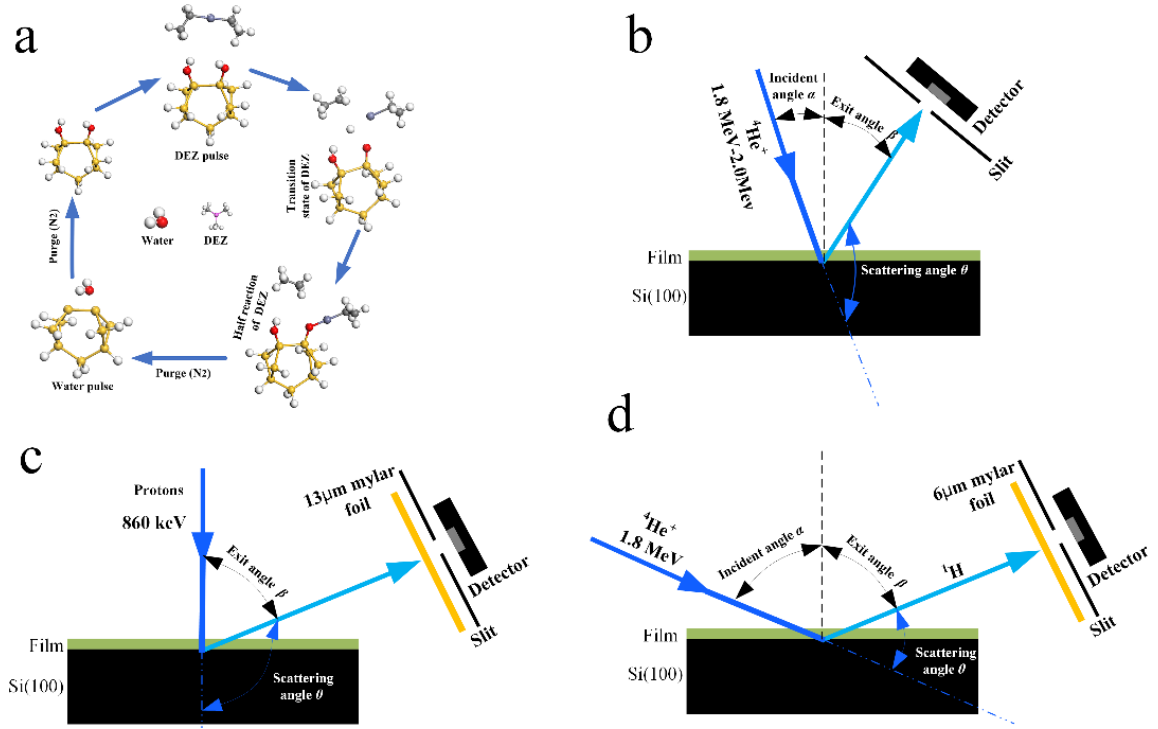 a
DEZ pulse
Transition
state of DEZ
Water
DEZ
Purge (N2)
Half reaction
of DEZ
Purge (N2)
Water pulse
b
Incident
angle α
1.8 MeV-2.0Mev
⁴He⁺
Exit angle β
Detector
Slit
Film
Si(100)
Scattering angle θ
c
Protons
860 keV
13μm mylar
foil
Exit angle β
Detector
Slit
Film
Si(100)
Scattering
angle θ
d
⁴He⁺
1.8 MeV
Incident angle α
Exit angle β
6μm mylar
foil
¹H
Detector
Slit
Film
Si(100)
Scattering
angle θ